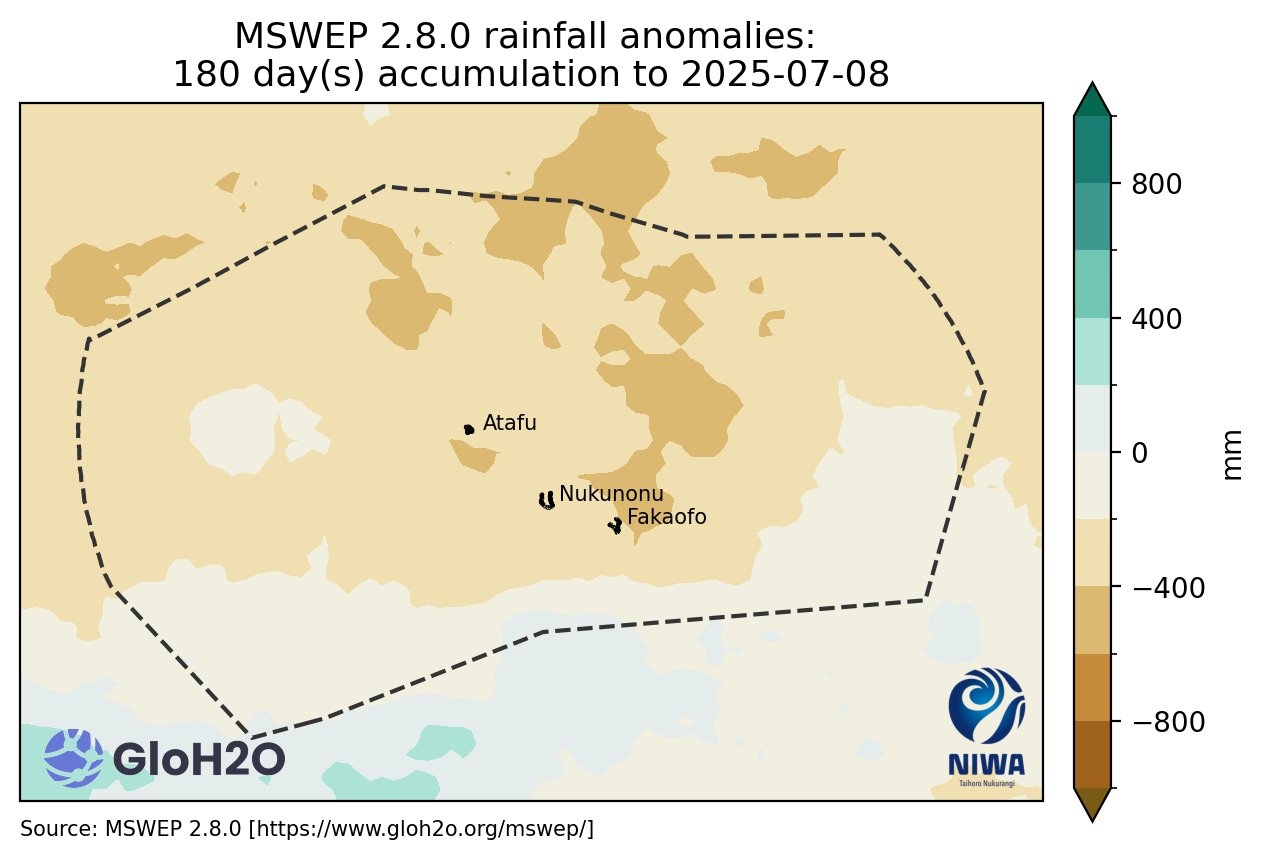 MSWEP 2.8.0 rainfall anomalies:
180 day(s) accumulation to 2025-07-08
800
400
0
−400
−800
mm
Atafu
Nukunonu
Fakaofo
GloH2O
NIWA
Taihoro Nukurangi
Source: MSWEP 2.8.0 [https://www.gloh2o.org/mswep/]